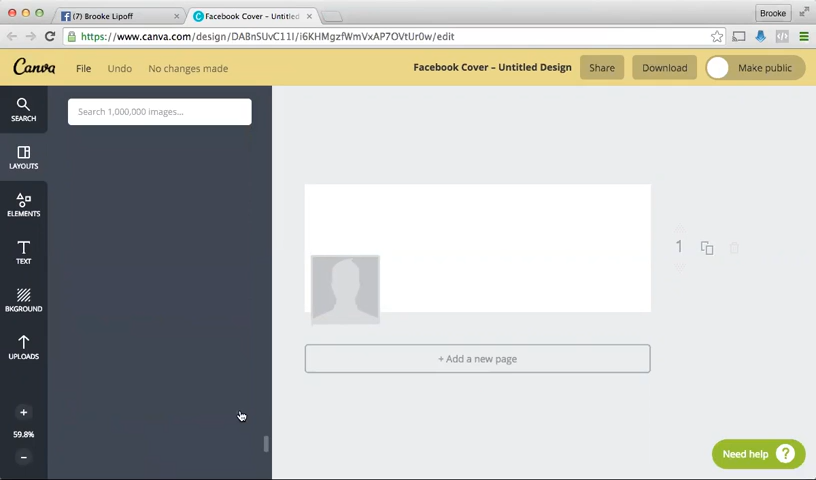 (7) Brooke Lipoff
Facebook Cover – Untitled
Brooke
https://www.canva.com/design/DABnSUvC11I/i6KHMgzfWmVxAP7OVtUr0w/edit
Canva File Undo No changes made Facebook Cover – Untitled Design Share Download Make public
SEARCH
Search 1,000,000 images...
LAYOUTS
ELEMENTS
TEXT
BKGROUND
UPLOADS
59.8%
1
+ Add a new page
Need help ?